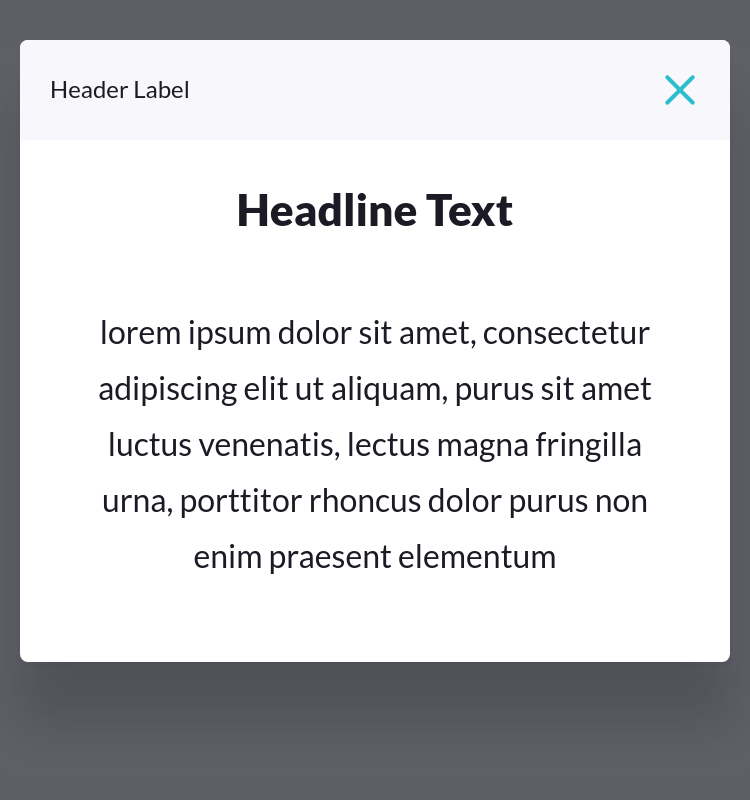 Header Label
Headline Text
lorem ipsum dolor sit amet, consectetur
adipiscing elit ut aliquam, purus sit amet
luctus venenatis, lectus magna fringilla
urna, porttitor rhoncus dolor purus non
enim praesent elementum